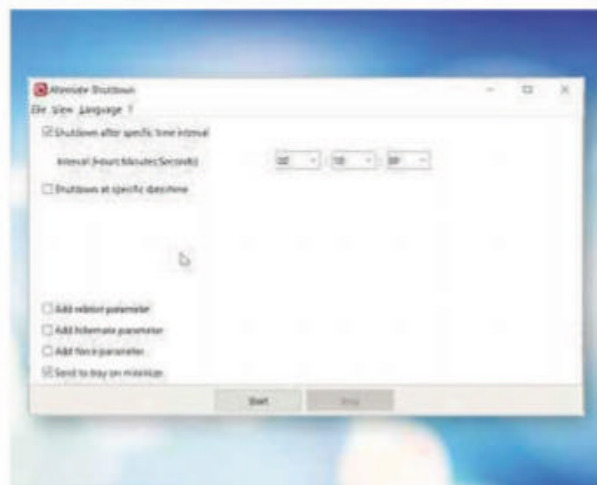 Alternate Shutdown
File View Language ?
Shutdown after specific time interval
Interval (Hours:Minutes:Seconds)
Shutdown at specific date/time
Add reboot parameter
Add hibernate parameter
Add force parameter
Send to tray on minimize
Start
Stop